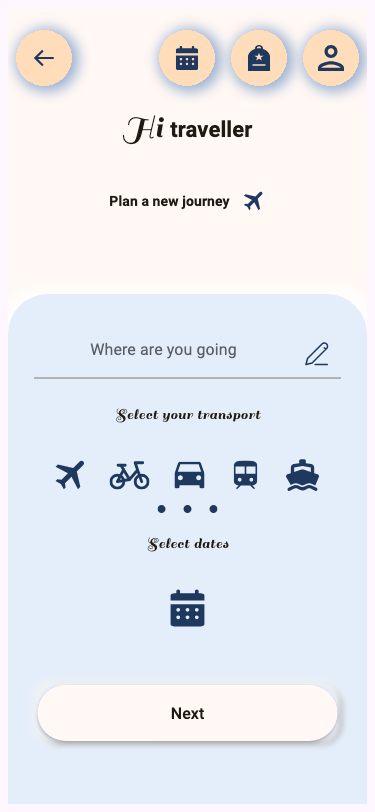 Hi traveller
Plan a new journey
Where are you going
Select your transport
Select dates
Next